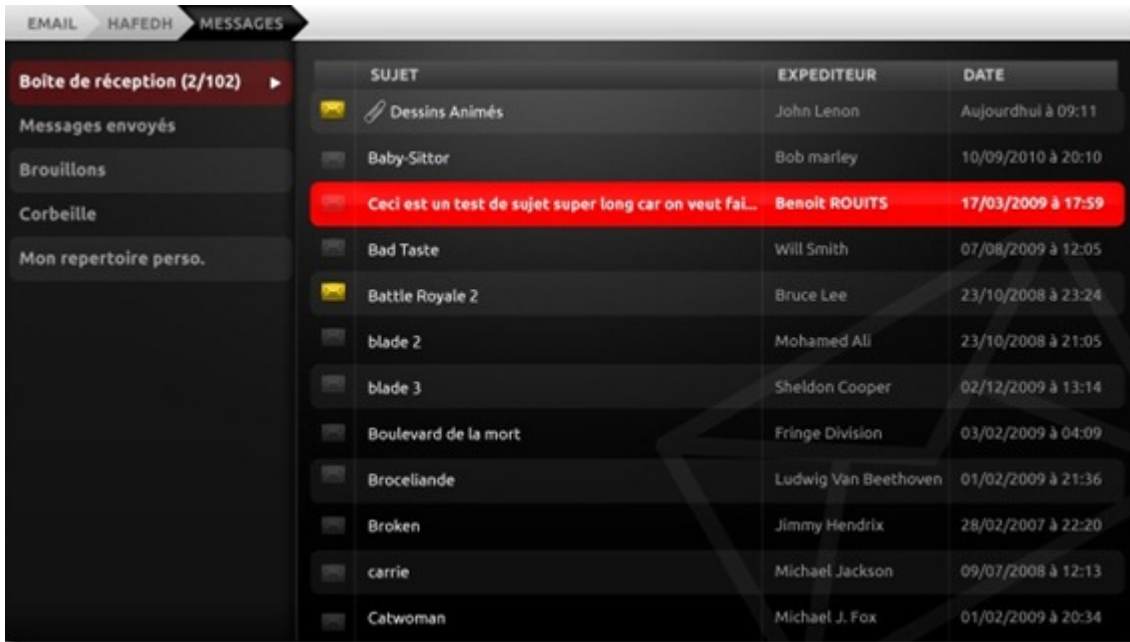 EMAIL HAFEDH MESSAGES
Boîte de réception (2/102)
Messages envoyés
Brouillons
Corbeille
Mon repertoire perso.
SUJET EXPEDITEUR DATE
Dessins Animés John Lenon Aujourdhui à 09:11
Baby-Sittor Bob marley 10/09/2010 à 20:10
Ceci est un test de sujet super long car on veut fai... Benoit ROUITS 17/03/2009 à 17:59
Bad Taste Will Smith 07/08/2009 à 12:05
Battle Royale 2 Bruce Lee 23/10/2008 à 23:24
blade 2 Mohamed Ali 23/10/2008 à 21:05
blade 3 Sheldon Cooper 02/12/2009 à 13:14
Boulevard de la mort Fringe Division 03/02/2009 à 04:09
Broceliande Ludwig Van Beethoven 01/02/2009 à 21:36
Broken Jimmy Hendrix 28/02/2007 à 22:20
carrie Michael Jackson 09/07/2008 à 12:13
Catwoman Michael J. Fox 01/02/2009 à 20:34